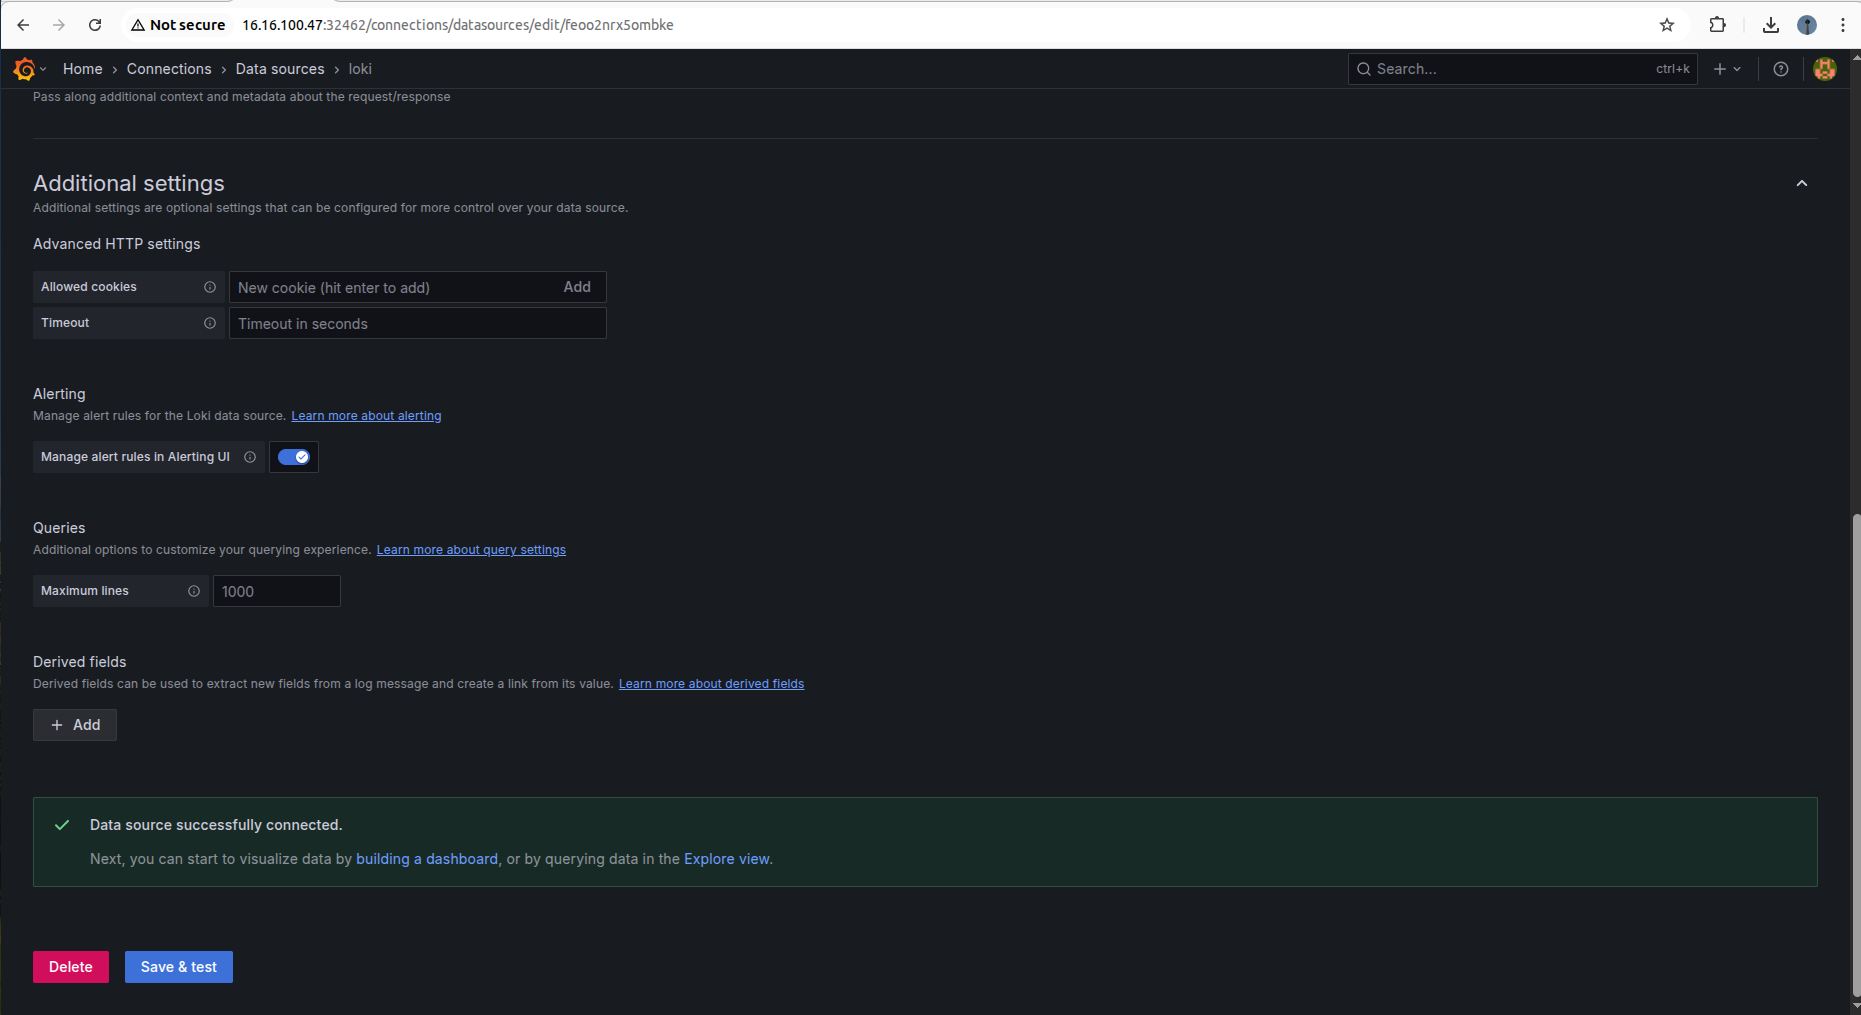 Not secure 16.16.100.47:32462/connections/datasources/edit/feoo2nrx5ombke
Home › Connections › Data sources › loki
Search... ctrl+k
Pass along additional context and metadata about the request/response
Additional settings
Additional settings are optional settings that can be configured for more control over your data source.
Advanced HTTP settings
Allowed cookies New cookie (hit enter to add) Add
Timeout Timeout in seconds
Alerting
Manage alert rules for the Loki data source. Learn more about alerting
Manage alert rules in Alerting UI
Queries
Additional options to customize your querying experience. Learn more about query settings
Maximum lines 1000
Derived fields
Derived fields can be used to extract new fields from a log message and create a link from its value. Learn more about derived fields
+ Add
Data source successfully connected.
Next, you can start to visualize data by building a dashboard, or by querying data in the Explore view.
Delete Save & test